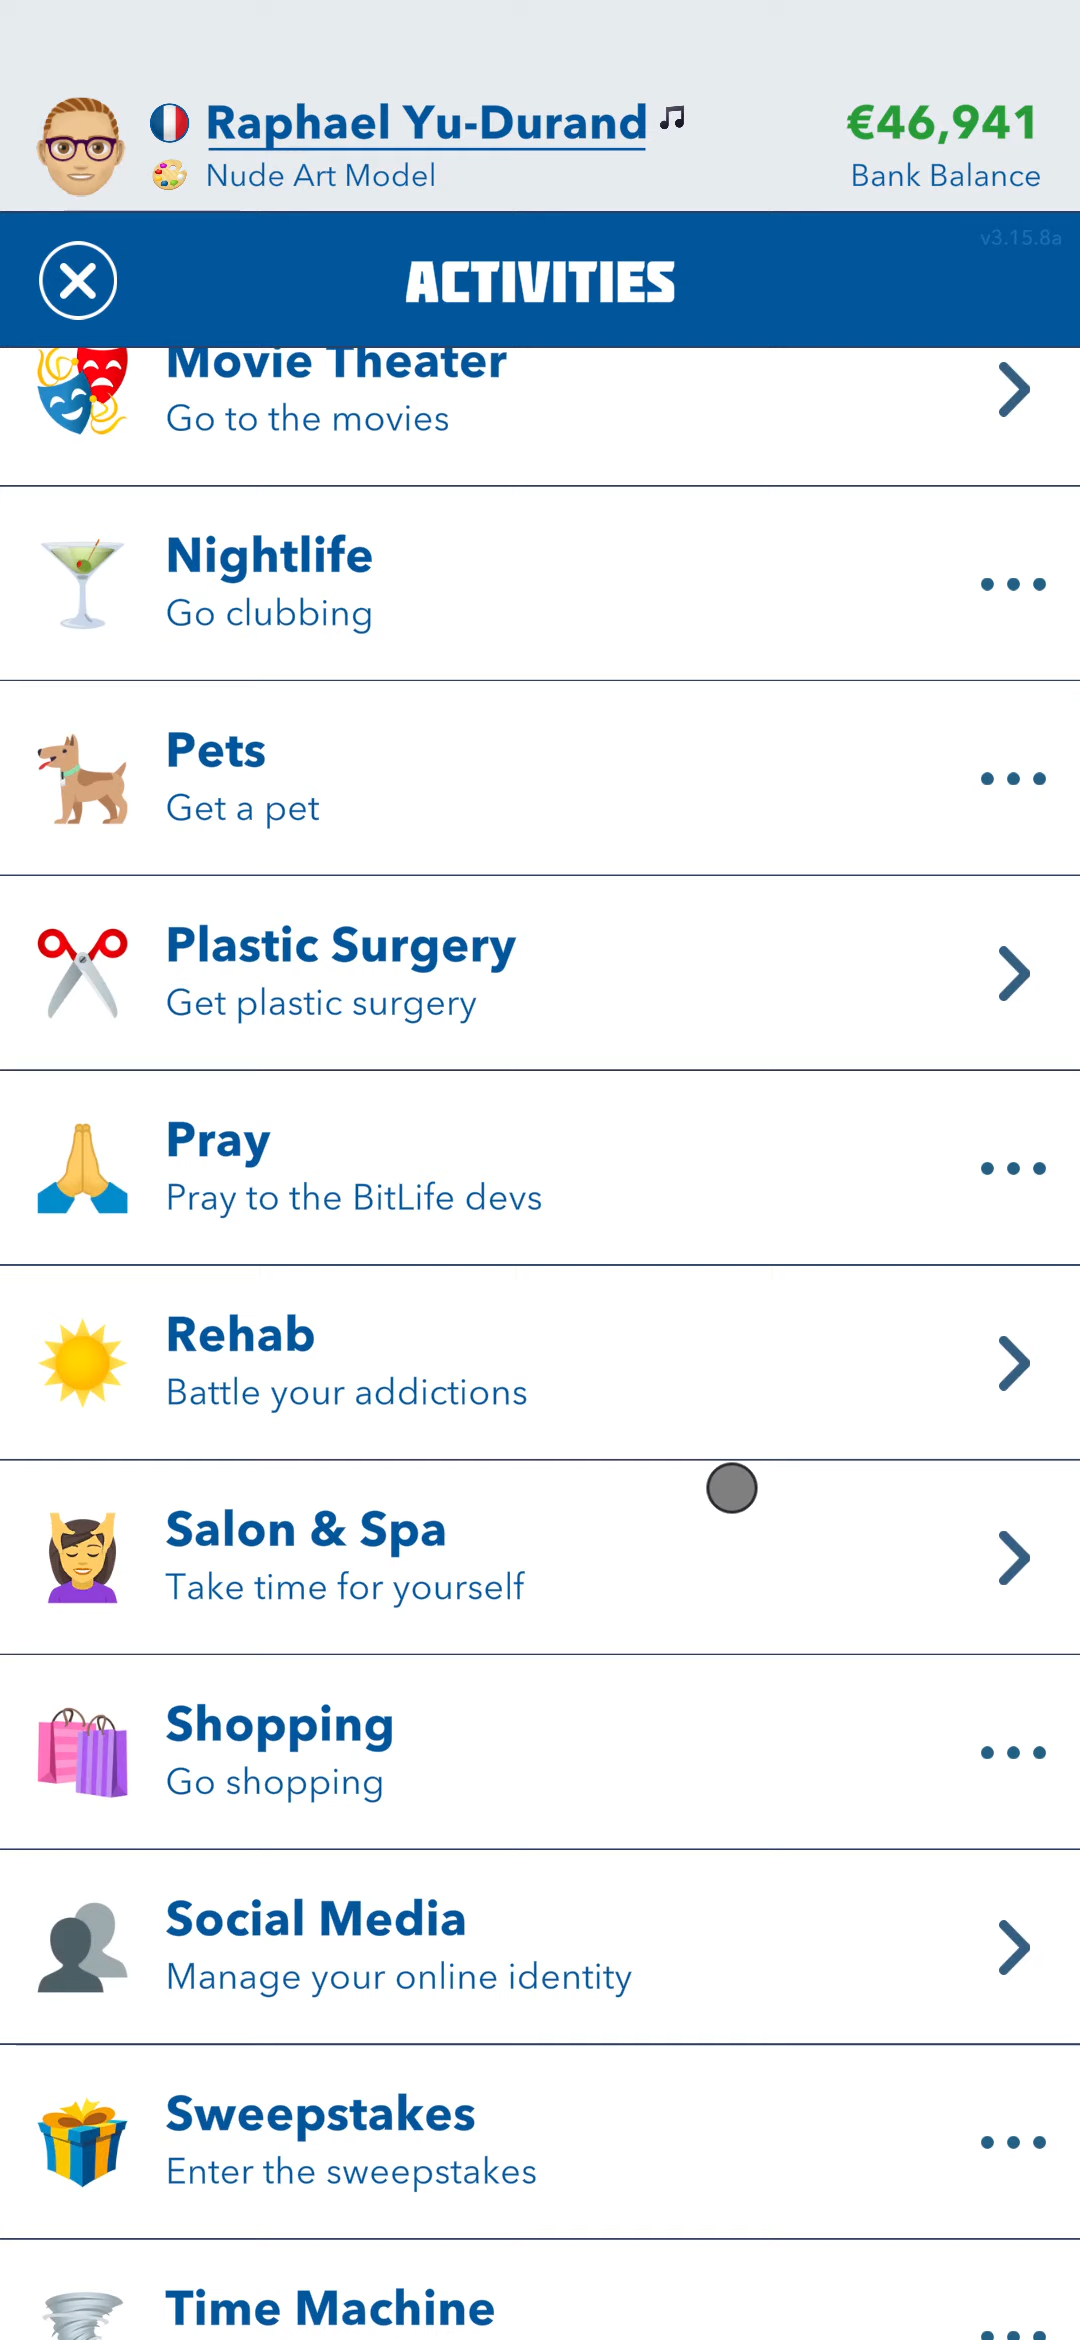 Raphael Yu-Durand
€46,941
Nude Art Model
Bank Balance
v3.15.8a
ACTIVITIES
Movie Theater
Go to the movies
Nightlife
Go clubbing
Pets
Get a pet
Plastic Surgery
Get plastic surgery
Pray
Pray to the BitLife devs
Rehab
Battle your addictions
Salon & Spa
Take time for yourself
Shopping
Go shopping
Social Media
Manage your online identity
Sweepstakes
Enter the sweepstakes
Time Machine